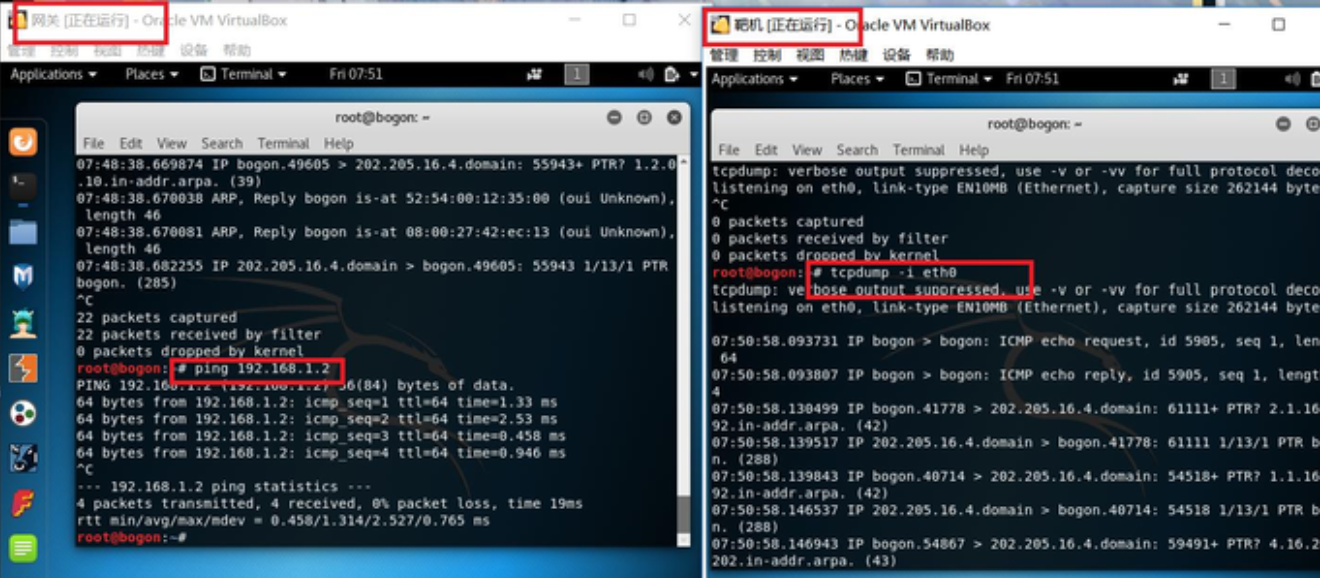 网关 [正在运行] - Oracle VM VirtualBox
管理 控制 视图 热键 设备 帮助
Applications Places Terminal Fri 07:51 1
root@bogon: ~
File Edit View Search Terminal Help
07:48:38.669874 IP bogon.49605 > 202.205.16.4.domain: 55943+ PTR? 1.2.0
.10.in-addr.arpa. (39)
07:48:38.670038 ARP, Reply bogon is-at 52:54:00:12:35:00 (oui Unknown),
length 46
07:48:38.670081 ARP, Reply bogon is-at 08:00:27:42:ec:13 (oui Unknown),
length 46
07:48:38.682255 IP 202.205.16.4.domain > bogon.49605: 55943 1/13/1 PTR
bogon. (285)
^C
22 packets captured
22 packets received by filter
0 packets dropped by kernel
root@bogon:~# ping 192.168.1.2
PING 192.168.1.2 (192.168.1.2) 56(84) bytes of data.
64 bytes from 192.168.1.2: icmp_seq=1 ttl=64 time=1.33 ms
64 bytes from 192.168.1.2: icmp_seq=2 ttl=64 time=2.53 ms
64 bytes from 192.168.1.2: icmp_seq=3 ttl=64 time=0.458 ms
64 bytes from 192.168.1.2: icmp_seq=4 ttl=64 time=0.946 ms
^C
--- 192.168.1.2 ping statistics ---
4 packets transmitted, 4 received, 0% packet loss, time 19ms
rtt min/avg/max/mdev = 0.458/1.314/2.527/0.765 ms
root@bogon:~#
靶机 [正在运行] - Oracle VM VirtualBox
管理 控制 视图 热键 设备 帮助
Applications Places Terminal Fri 07:51 1
root@bogon: ~
File Edit View Search Terminal Help
tcpdump: verbose output suppressed, use -v or -vv for full protocol deco
listening on eth0, link-type EN10MB (Ethernet), capture size 262144 byte
^C
0 packets captured
0 packets received by filter
0 packets dropped by kernel
root@bogon:~# tcpdump -i eth0
tcpdump: verbose output suppressed, use -v or -vv for full protocol deco
listening on eth0, link-type EN10MB (Ethernet), capture size 262144 byte
07:50:58.093731 IP bogon > bogon: ICMP echo request, id 5905, seq 1, len
64
07:50:58.093807 IP bogon > bogon: ICMP echo reply, id 5905, seq 1, lengt
4
07:50:58.130499 IP bogon.41778 > 202.205.16.4.domain: 61111+ PTR? 2.1.16
92.in-addr.arpa. (42)
07:50:58.139517 IP 202.205.16.4.domain > bogon.41778: 61111 1/13/1 PTR b
n. (288)
07:50:58.139843 IP bogon.40714 > 202.205.16.4.domain: 54518+ PTR? 1.1.16
92.in-addr.arpa. (42)
07:50:58.146537 IP 202.205.16.4.domain > bogon.40714: 54518 1/13/1 PTR b
n. (288)
07:50:58.146943 IP bogon.54867 > 202.205.16.4.domain: 59491+ PTR? 4.16.2
202.in-addr.arpa. (43)